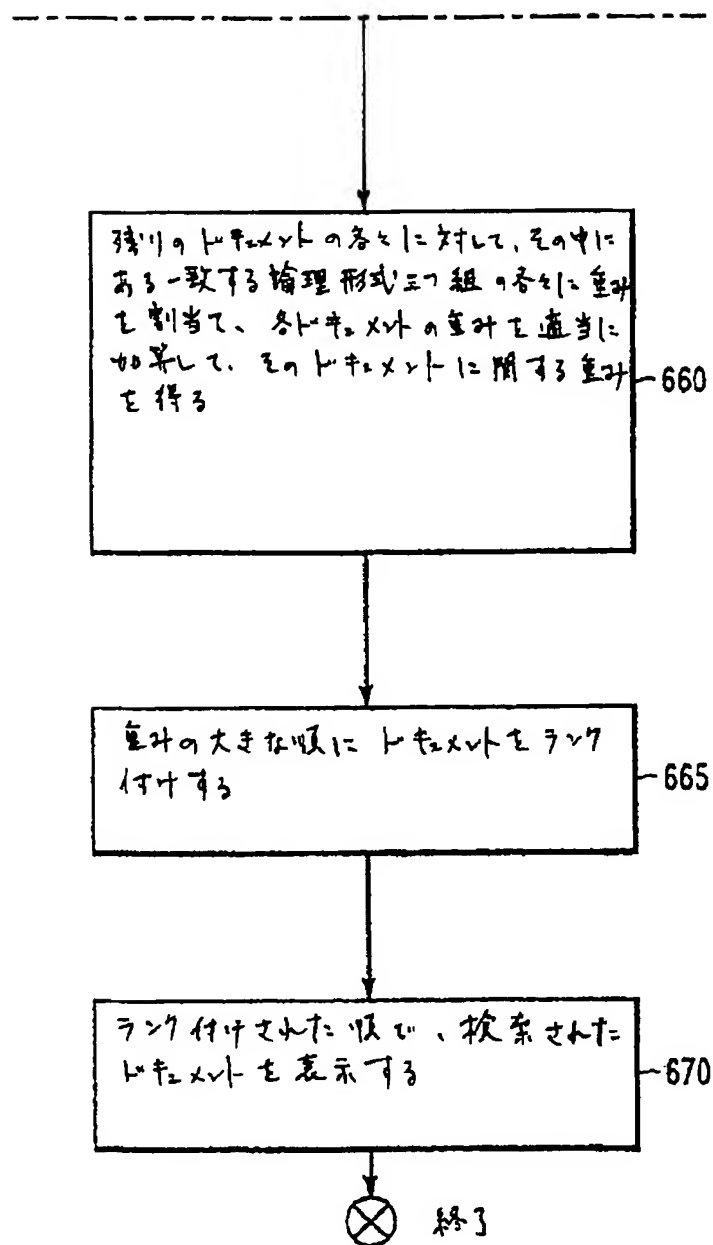 残りのドキュメントの各々に対して、その中に
ある一致する論理形式三つ組の各々に重み
を割当て、各ドキュメントの重みを適当に
加算して、そのドキュメントに関する重み
を得る
660
重みの大きな順にドキュメントをランク
付けする
665
ランク付けされた順で、検索された
ドキュメントを表示する
670
終了